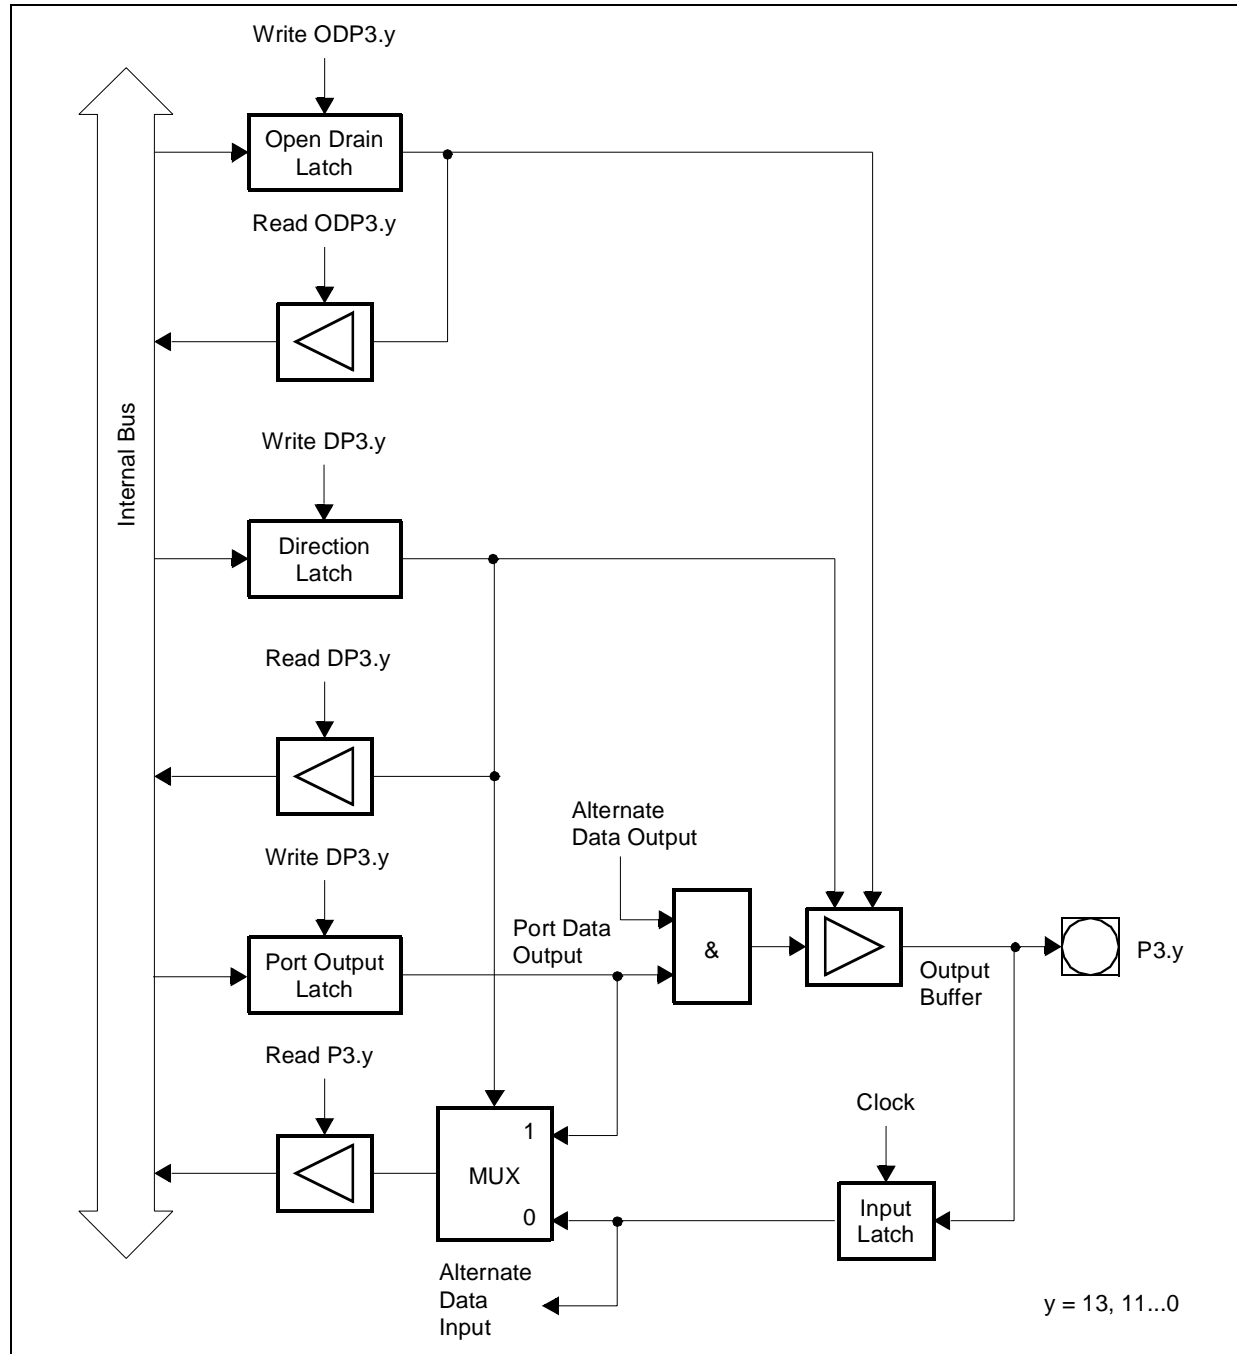 Write ODP3.y
Open Drain
Latch
Read ODP3.y
Internal Bus
Write DP3.y
Direction
Latch
Read DP3.y
Alternate
Data Output
Write DP3.y
Port Data
Output
&
Port Output
Latch
P3.y
Output
Buffer
Read P3.y
Clock
1
MUX
0
Input
Latch
Alternate
Data
Input
y = 13, 11...0